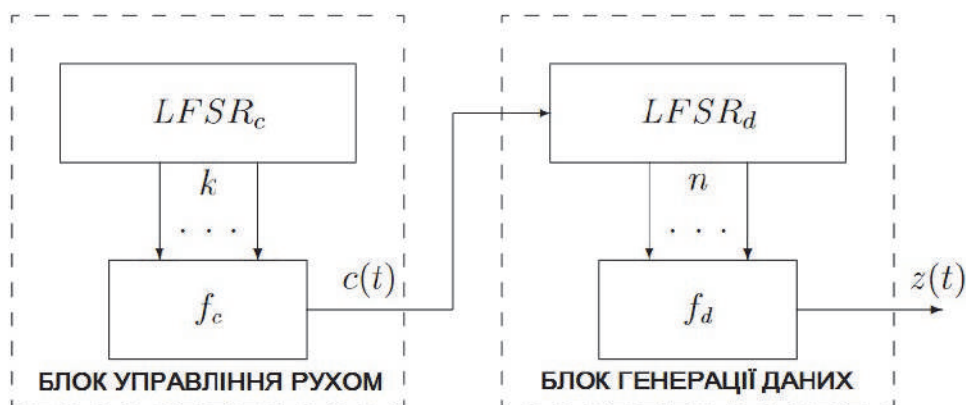 LFSR_c
k
. . .
f_c
c(t)
БЛОК УПРАВЛІННЯ РУХОМ
LFSR_d
n
. . .
f_d
z(t)
БЛОК ГЕНЕРАЦІЇ ДАНИХ